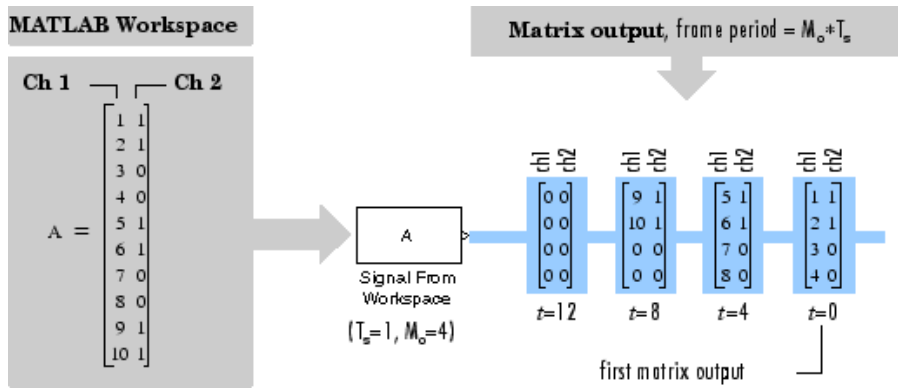 MATLAB Workspace
Matrix output, frame period = Mo*Ts
Ch 1 Ch 2
A =
1 1
2 1
3 0
4 0
5 1
6 1
7 0
8 0
9 1
10 1
A
Signal From
Workspace
(Ts=1, Mo=4)
ch1 ch2
0 0
0 0
0 0
0 0
t=12
ch1 ch2
9 1
10 1
0 0
0 0
t=8
ch1 ch2
5 1
6 1
7 0
8 0
t=4
ch1 ch2
1 1
2 1
3 0
4 0
t=0
first matrix output